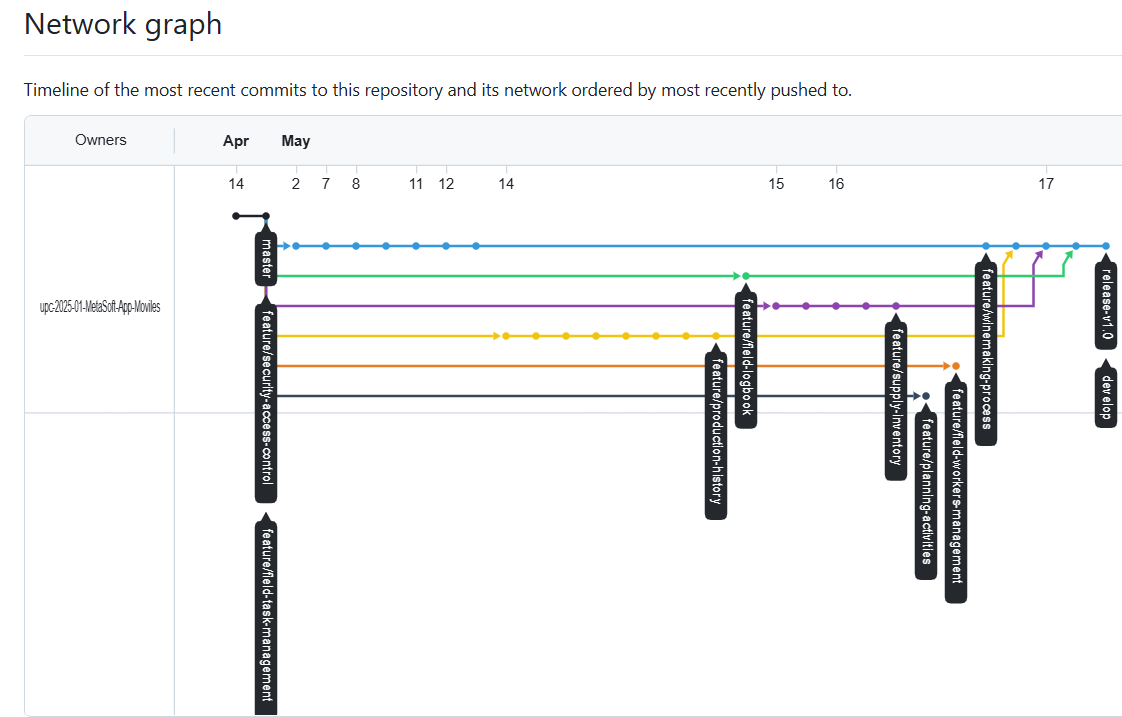 Network graph
Timeline of the most recent commits to this repository and its network ordered by most recently pushed to.
Owners
Apr May
14 2 7 8 11 12 14 15 16 17
upc-2025-01-MetaSoft-App-Moviles
master
feature/security-access-control
feature/field-task-management
feature/production-history
feature/field-logbook
feature/supply-inventory
feature/planning-activities
feature/field-workers-management
feature/winemaking-process
release-v1.0
develop